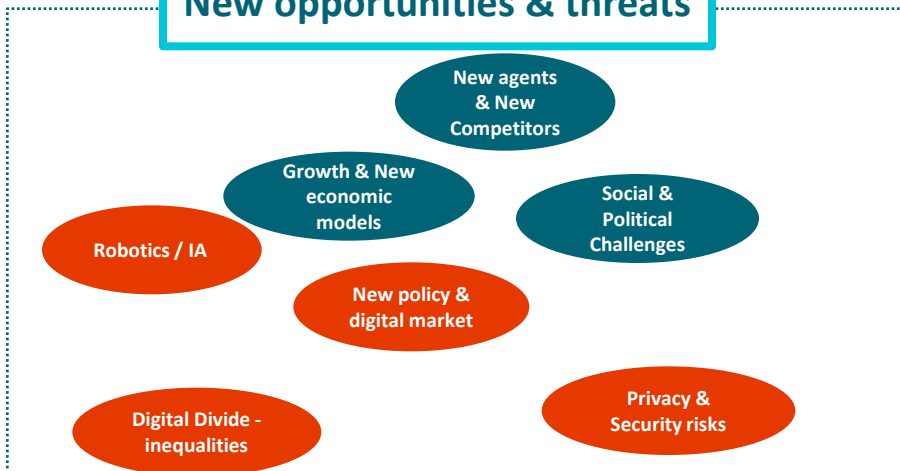 New opportunities & threats
New agents
& New
Competitors
Growth & New
economic
models
Social &
Political
Challenges
Robotics / IA
New policy &
digital market
Privacy &
Security risks
Digital Divide -
inequalities